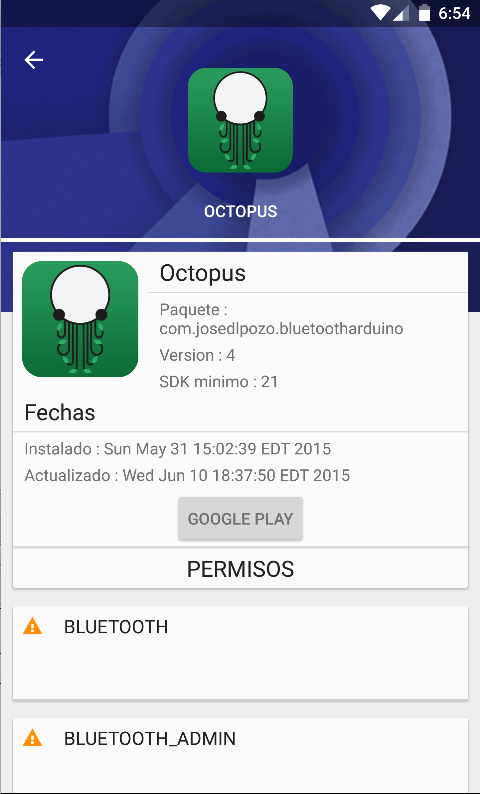 6:54
OCTOPUS
Octopus
Paquete :
com.josedlpozo.bluetootharduino
Version : 4
SDK minimo : 21
Fechas
Instalado : Sun May 31 15:02:39 EDT 2015
Actualizado : Wed Jun 10 18:37:50 EDT 2015
GOOGLE PLAY
PERMISOS
BLUETOOTH
BLUETOOTH_ADMIN